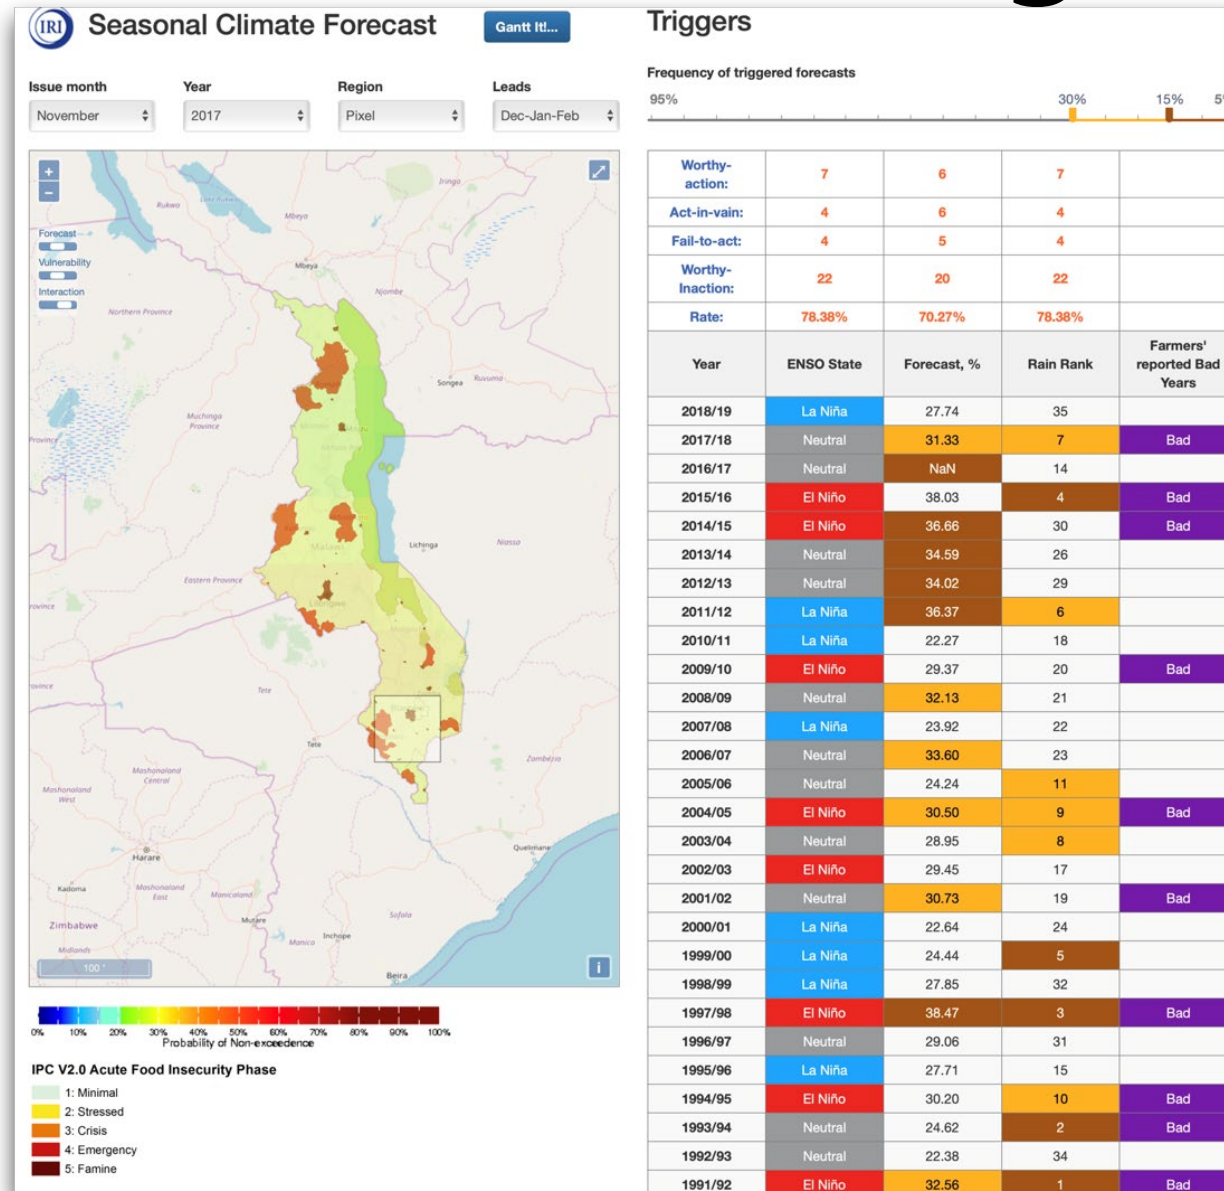 IRI
Seasonal Climate Forecast
Gantt It!...
Issue month
Year
Region
Leads
November
2017
Pixel
Dec-Jan-Feb
+
−
Forecast
Vulnerability
Interaction
Iringa
Rukwa
Mbeya
Mbeya
Njombe
Northern Province
Songea
Ruvuma
Muchinga
Province
Province
Malawi
Lichinga
Niassa
Eastern Province
rovince
Lilongwe
Tete
ovince
Tete
Zambézia
Mashonaland
Central
Mashonaland
West
Harare
Quelimane
Kadoma
Mashonaland
East
Manicaland
Zimbabwe
Mutare
Sofala
Midlands
Manica
Inchope
100
Beira
i
0% 10% 20% 30% 40% 50% 60% 70% 80% 90% 100%
Probability of Non-exceedence
IPC V2.0 Acute Food Insecurity Phase
1: Minimal
2: Stressed
3: Crisis
4: Emergency
5: Famine
Triggers
Frequency of triggered forecasts
95% 30% 15%
Worthy-
action: 7 6 7
Act-in-vain: 4 6 4
Fail-to-act: 4 5 4
Worthy-
Inaction: 22 20 22
Rate: 78.38% 70.27% 78.38%
Year ENSO State Forecast, % Rain Rank Farmers'
reported Bad
Years
2018/19 La Niña 27.74 35
2017/18 Neutral 31.33 7 Bad
2016/17 Neutral NaN 14
2015/16 El Niño 38.03 4 Bad
2014/15 El Niño 36.66 30 Bad
2013/14 Neutral 34.59 26
2012/13 Neutral 34.02 29
2011/12 La Niña 36.37 6
2010/11 La Niña 22.27 18
2009/10 El Niño 29.37 20 Bad
2008/09 Neutral 32.13 21
2007/08 La Niña 23.92 22
2006/07 Neutral 33.60 23
2005/06 Neutral 24.24 11
2004/05 El Niño 30.50 9 Bad
2003/04 Neutral 28.95 8
2002/03 El Niño 29.45 17
2001/02 Neutral 30.73 19 Bad
2000/01 La Niña 22.64 24
1999/00 La Niña 24.44 5
1998/99 La Niña 27.85 32
1997/98 El Niño 38.47 3 Bad
1996/97 Neutral 29.06 31
1995/96 La Niña 27.71 15
1994/95 El Niño 30.20 10 Bad
1993/94 Neutral 24.62 2 Bad
1992/93 Neutral 22.38 34
1991/92 El Niño 32.56 1 Bad